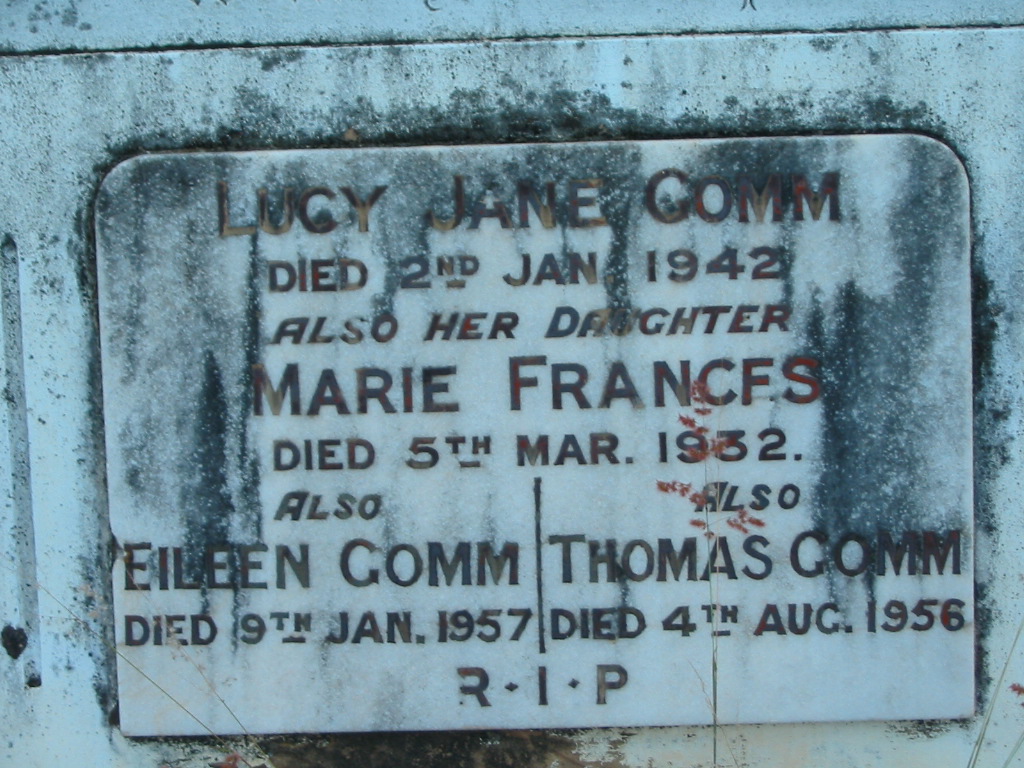 LUCY JANE COMM
DIED 2ND JAN. 1942
ALSO HER DAUGHTER
MARIE FRANCES
DIED 5TH MAR. 1932.
ALSO
EILEEN COMM
DIED 9TH JAN. 1957
ALSO
THOMAS COMM
DIED 4TH AUG. 1956
R·I·P